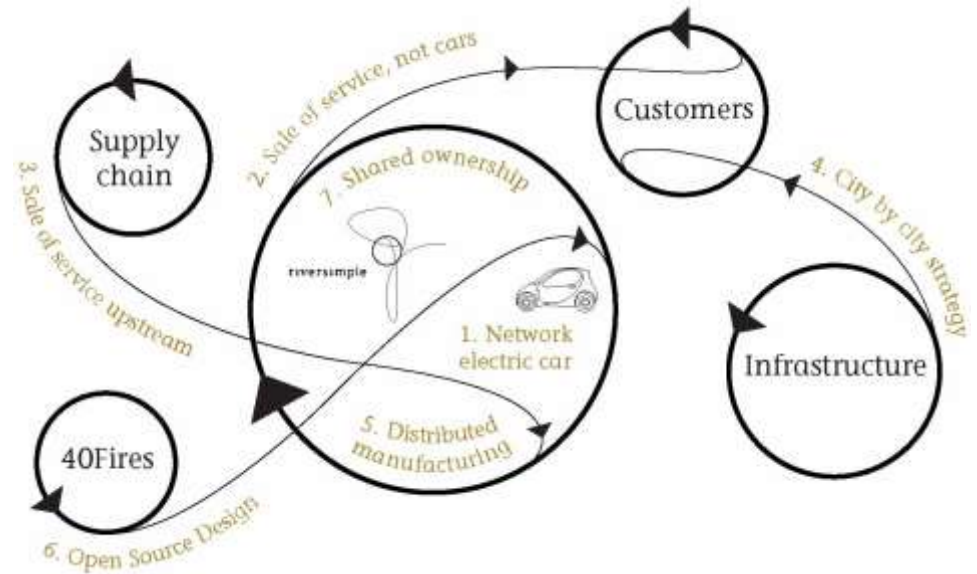 2. Sale of service, not cars
Customers
Supply
chain
7. Shared ownership
4. City by city strategy
3. Sale of service upstream
riversimple
1. Network
electric car
Infrastructure
5. Distributed
manufacturing
40Fires
6. Open Source Design